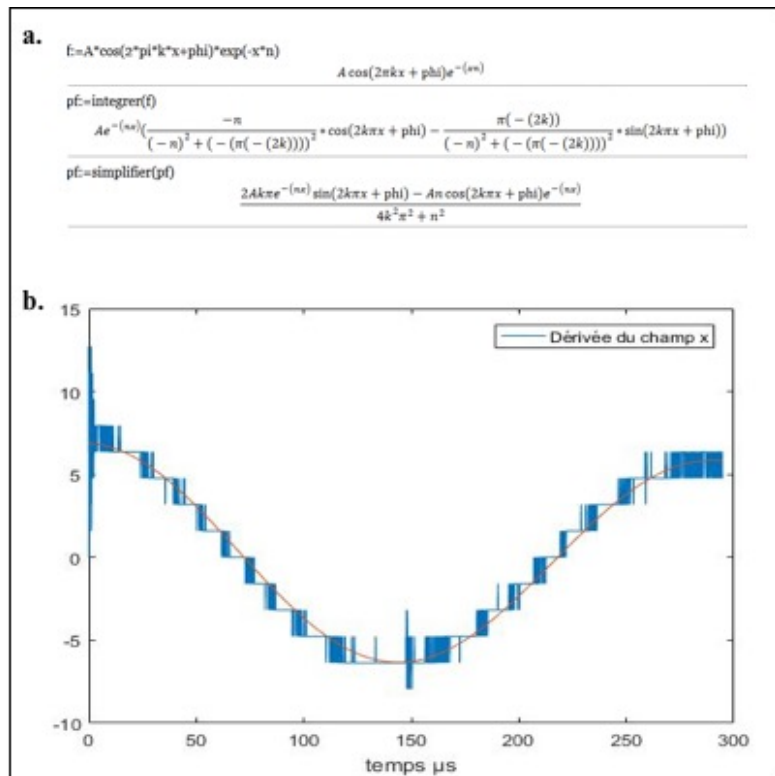 a.
f:=A*cos(2*pi*k*x+phi)*exp(-x*n)
A cos(2πkx + phi)e^{-(xn)}
pf:=integrer(f)
Ae^{-(nx)}(\frac{-n}{(-n)^2 + (-(π(-(2k))))^2} * cos(2kπx + phi) - \frac{π(-(2k))}{(-n)^2 + (-(π(-(2k))))^2} * sin(2kπx + phi))
pf:=simplifier(pf)
\frac{2Akπe^{-(nx)} sin(2kπx + phi) - An cos(2kπx + phi)e^{-(nx)}}{4k^2π^2 + n^2}
b.
Dérivée du champ x
15
10
5
0
-5
-10
0 50 100 150 200 250 300
temps µs